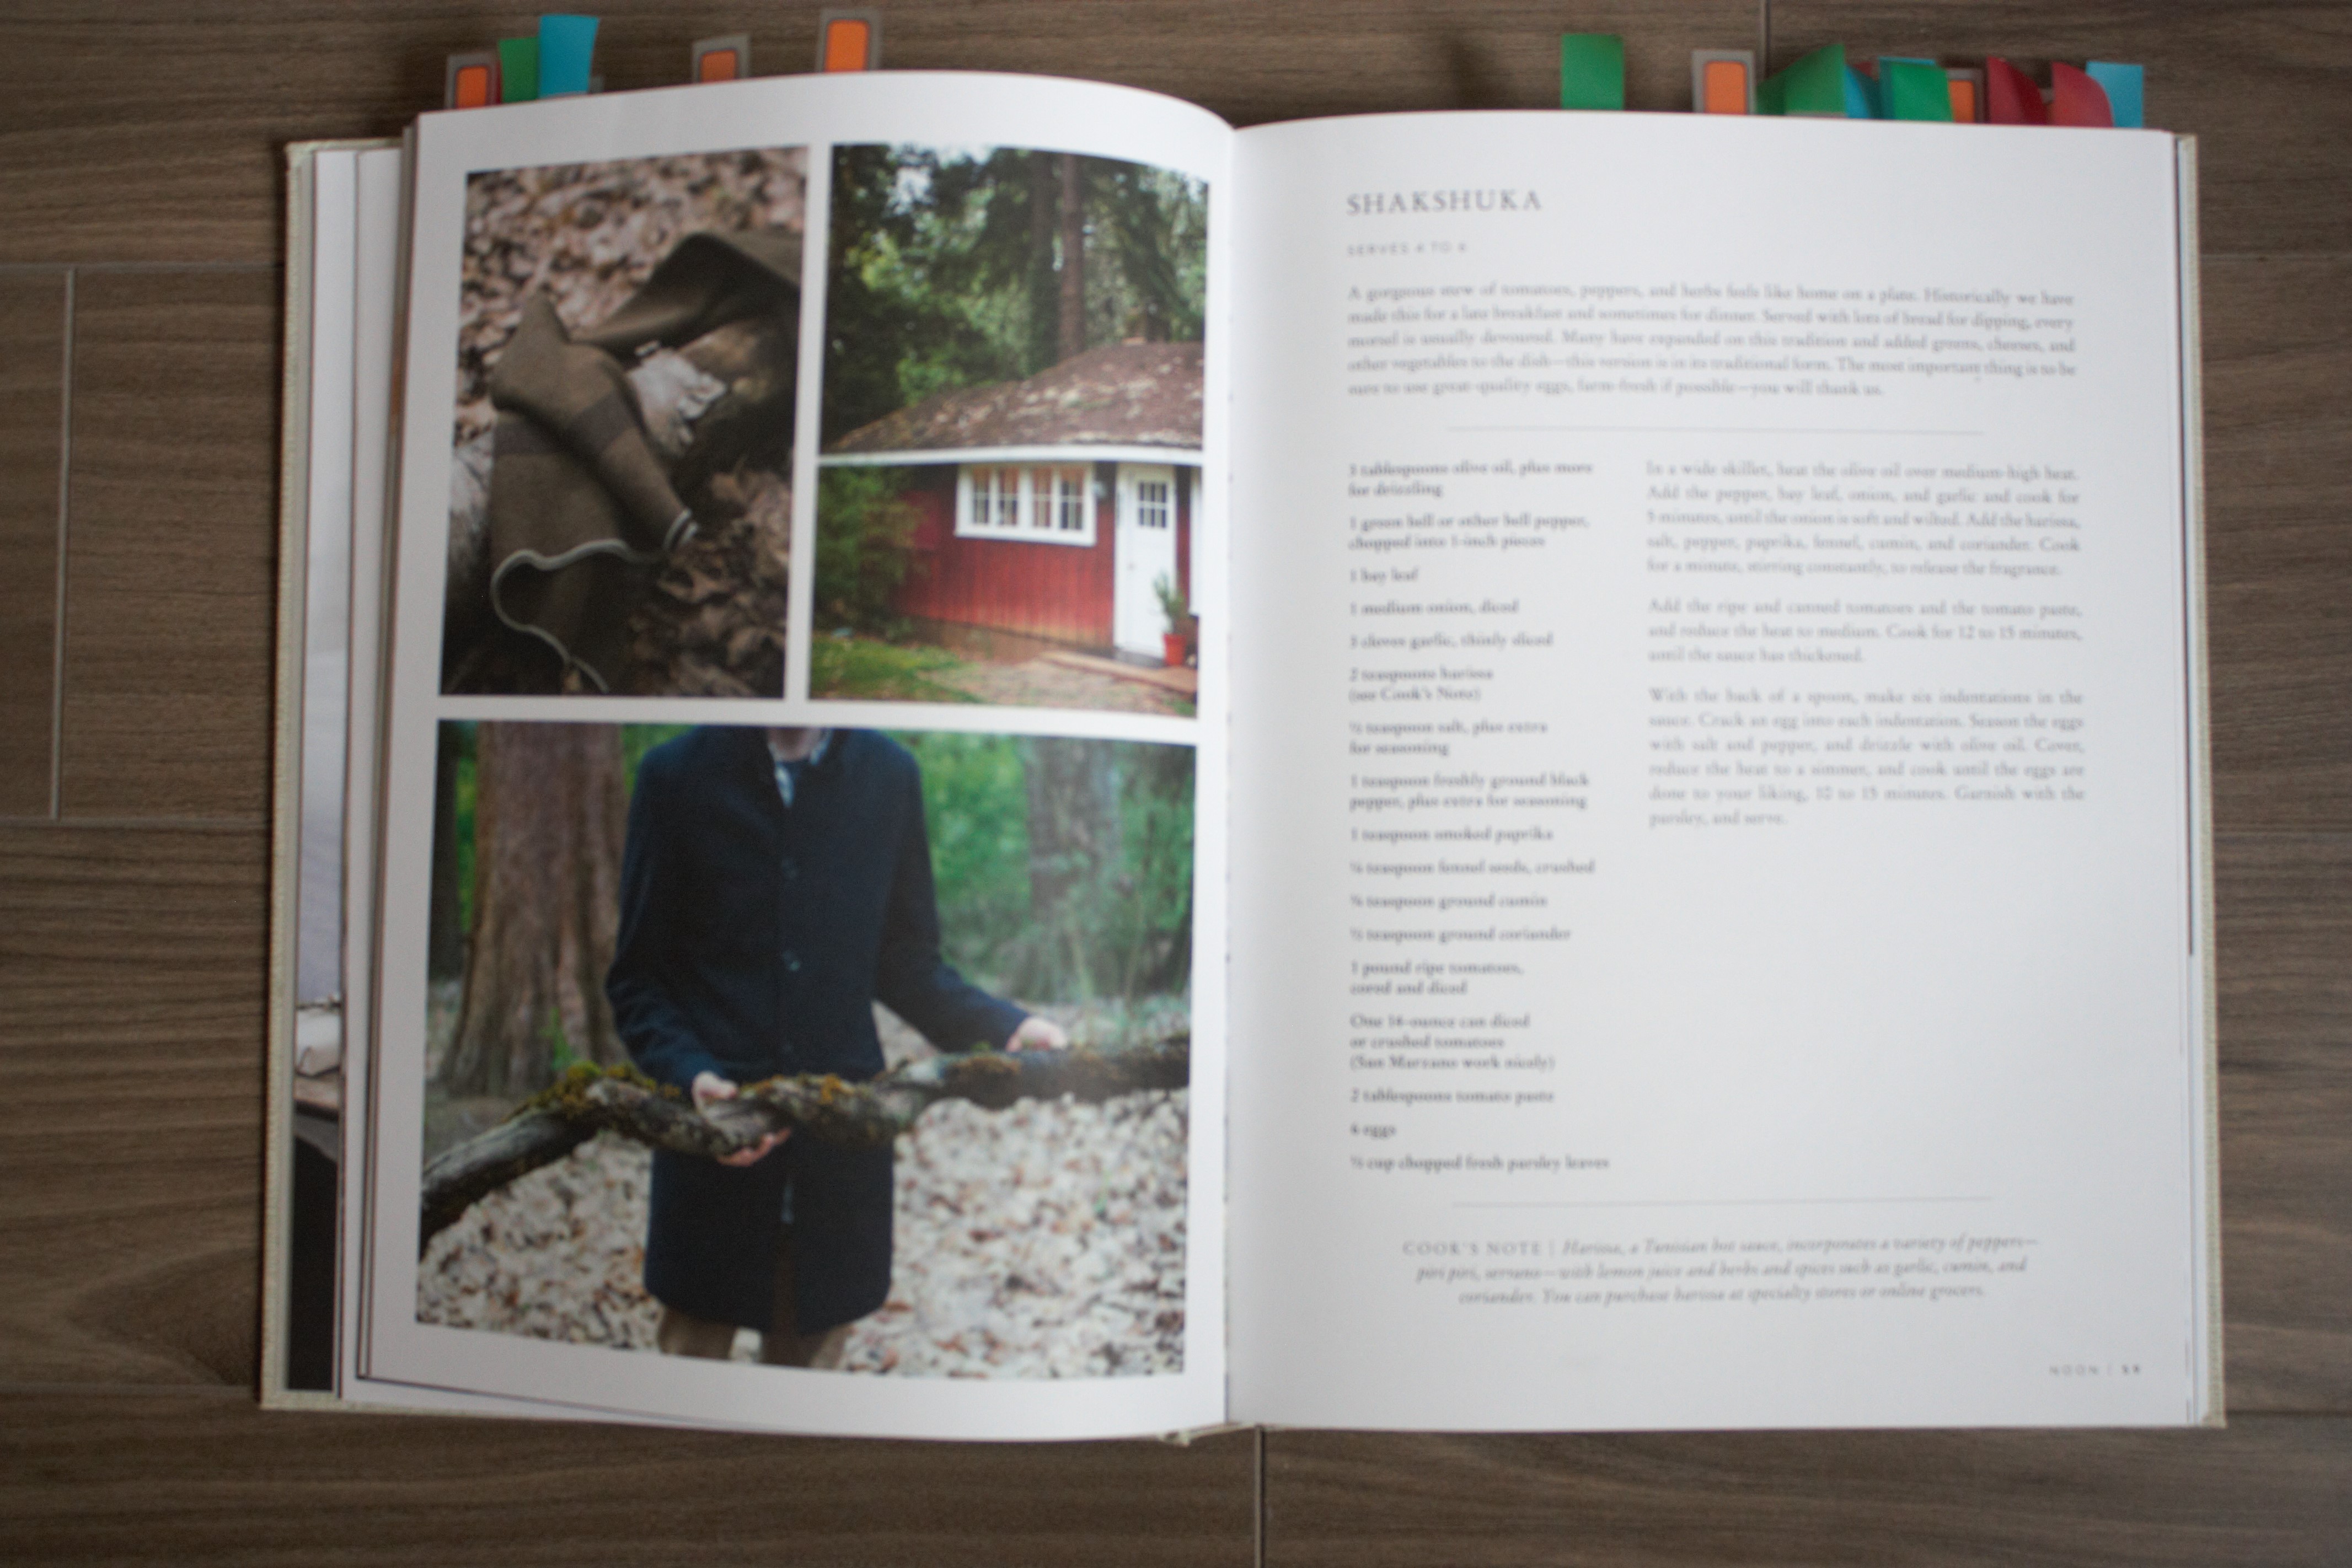 SHAKSHUKA
SERVES 4 TO 6
A gorgeous stew of tomatoes, peppers, and herbs feels like home on a plate. Historically we have
made this for a late breakfast and sometimes for dinner. Served with lots of bread for dipping, every
morsel is usually devoured. Many have expanded on this tradition and added greens, cheeses, and
other vegetables to the dish—this version is in its traditional form. The most important thing is to be
sure to use great-quality eggs, farm-fresh if possible—you will thank us.
3 tablespoons olive oil, plus more
for drizzling
1 green bell or other bell pepper,
chopped into 1-inch pieces
1 bay leaf
1 medium onion, diced
3 cloves garlic, thinly sliced
2 teaspoons harissa
(see Cook's Note)
teaspoon salt, plus extra
for seasoning
1 teaspoon freshly ground black
pepper, plus extra for seasoning
1 teaspoon smoked paprika
teaspoon fennel seeds, crushed
teaspoon ground cumin
teaspoon ground coriander
1 pound ripe tomatoes,
cored and diced
One 14-ounce can diced
or crushed tomatoes
(San Marzano work nicely)
2 tablespoons tomato paste
6 eggs
cup chopped fresh parsley leaves
In a wide skillet, heat the olive oil over medium-high heat.
Add the pepper, bay leaf, onion, and garlic and cook for
5 minutes, until the onion is soft and wilted. Add the harissa,
salt, pepper, paprika, fennel, cumin, and coriander. Cook
for a minute, stirring constantly, to release the fragrance.
Add the ripe and canned tomatoes and the tomato paste,
and reduce the heat to medium. Cook for 12 to 15 minutes,
until the sauce has thickened.
With the back of a spoon, make six indentations in the
sauce. Crack an egg into each indentation. Season the eggs
with salt and pepper, and drizzle with olive oil. Cover,
reduce the heat to a simmer, and cook until the eggs are
done to your liking, to 15 minutes. Garnish with the
parsley, and serve.
COOK'S NOTE | Harissa, a Tunisian hot sauce, incorporates a variety of peppers—
piri piri, serrano—with lemon juice and herbs and spices such as garlic, cumin, and
coriander. You can purchase harissa at specialty stores or online grocers.
NOON |